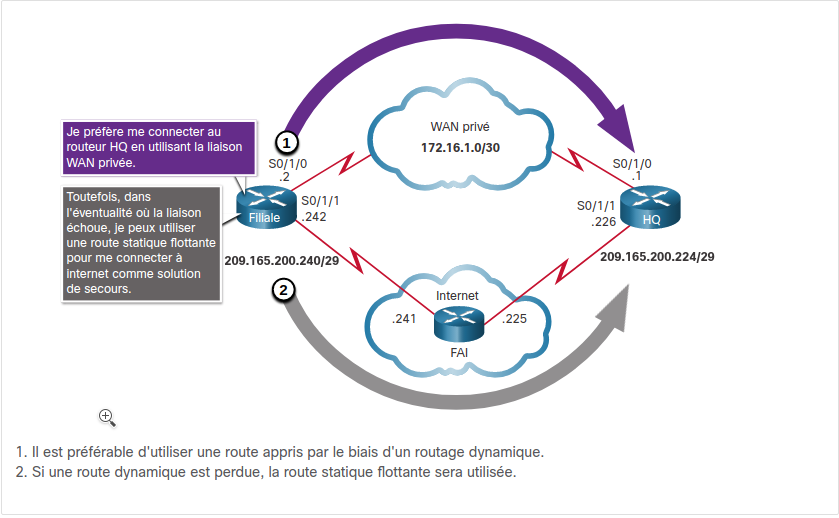 WAN privé
172.16.1.0/30
1
Je préfère me connecter au
routeur HQ en utilisant la liaison
WAN privée.
S0/1/0
.2
S0/1/0
.1
Toutefois, dans
l'éventualité où la liaison
échoue, je peux utiliser
une route statique flottante
pour me connecter à
internet comme solution
de secours.
Filiale
S0/1/1
.242
S0/1/1
.226
HQ
209.165.200.240/29
209.165.200.224/29
2
Internet
.241
.225
FAI
1. Il est préférable d'utiliser une route appris par le biais d'un routage dynamique.
2. Si une route dynamique est perdue, la route statique flottante sera utilisée.